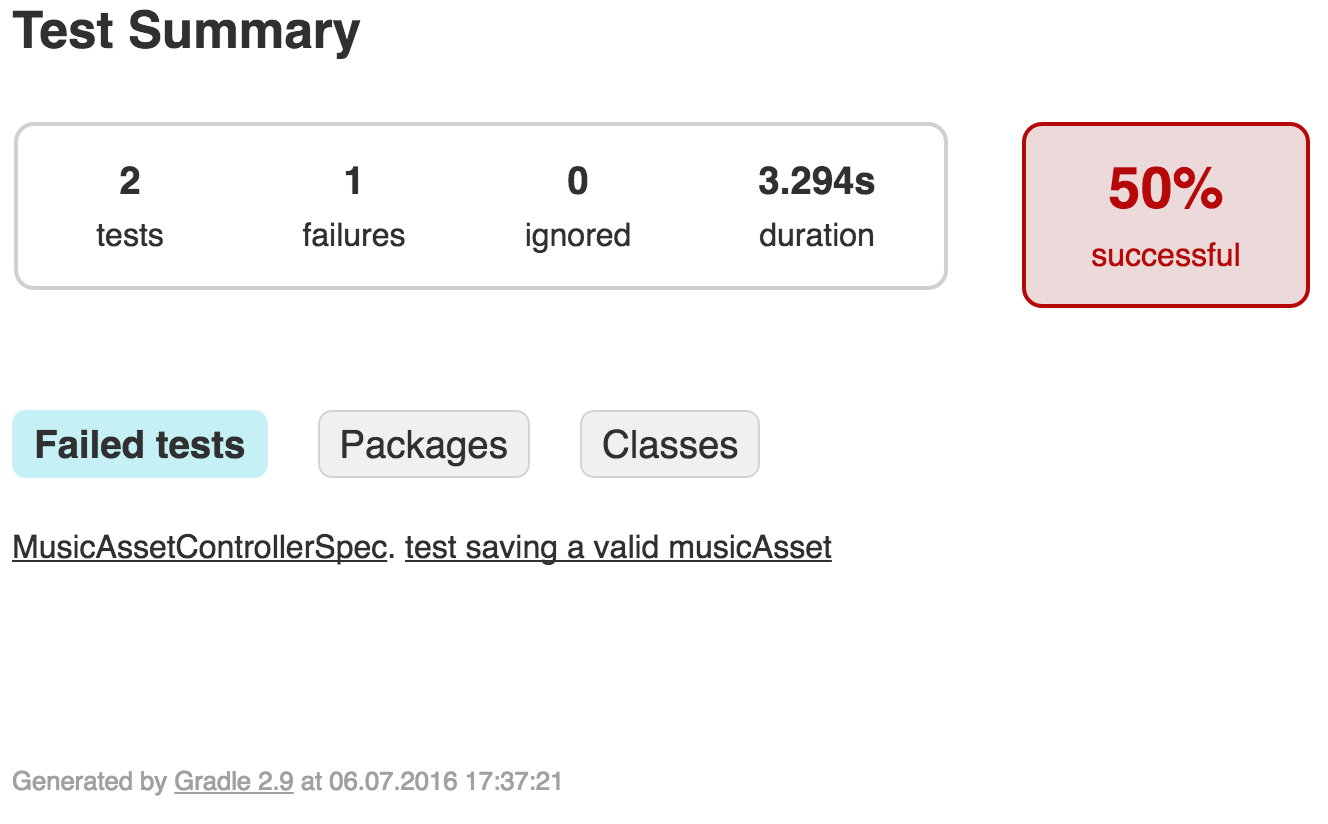 Test Summary
2 1 0 3.294s
tests failures ignored duration
50%
successful
Failed tests Packages Classes
MusicAssetControllerSpec. test saving a valid musicAsset
Generated by Gradle 2.9 at 06.07.2016 17:37:21